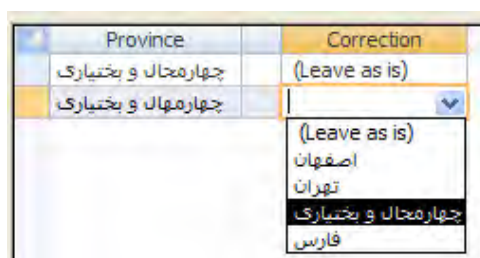 Province Correction
چهارمحال و بختیاری (Leave as is)
چهارمهال و بختیاری
(Leave as is)
اصفهان
تهران
چهارمحال و بختیاری
فارس